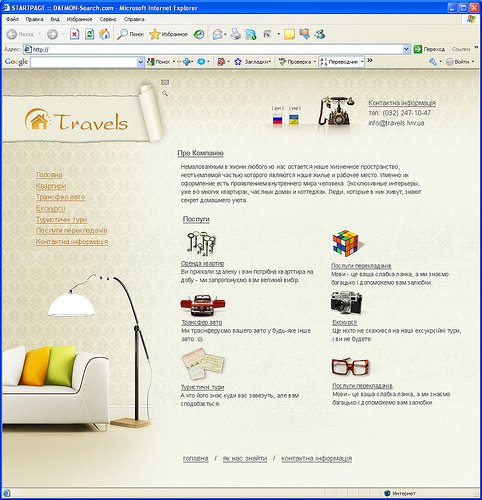 STARTPAGE :: DAEMON-Search.com - Microsoft Internet Explorer
Файл Правка Вид Избранное Сервис Справка
Назад Поиск Избранное
Адрес: http:// Переход Ссылки »
Google Поиск Закладки Проверка Переводчик » Войти
Travels
Контактна інформація
тел: (032) 247-10-47
info@travels.lviv.ua
Головна
Квартири
Трансфер авто
Екскурсії
Туристичні тури
Послуги перекладачів
Контактна інформація
Про Компанію
Немаловажным в жизни любого из нас остается наше жизненное пространство,
неотъемлемой частью которого являются наше жилье и рабочее место. Именно их
оформление есть проявлением внутреннего мира человека. Эксклюзивные интерьеры,
уже во многих квартирах, частных домах и коттеджах. Люди, которые в них живут, знают
секрет домашнего уюта.
Послуги
Оренда квартир
Ви приїхали здалеку і вам потрібна квартира на
добу - ми запропонуємо вам великий вибір.
Послуги перекладачів
Мови - це ваша слабка ланка, а ми знаємо
багацько і допоможемо вам залюбки.
Трансфер авто
Ми трансферуємо вашего авто у будь-яке інше
авто :о).
Екскурсії
Ще ніхто не скажився на наші ексукрсійні тури,
і ви не будете.
Туристичні тури
А хто його знає куди вас завезуть, але вам
сподобається.
Послуги перекладачів
Мови - це ваша слабка ланка, а ми знаємо
багацько і допоможемо вам залюбки.
головна / як нас знайти / контактна інформація
Интернет